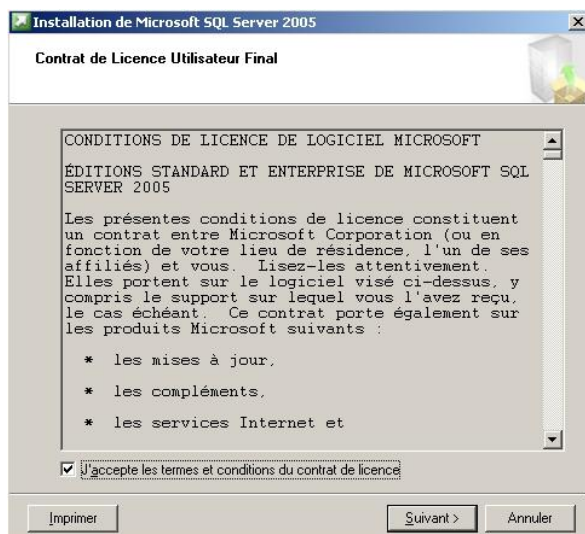 Installation de Microsoft SQL Server 2005
Contrat de Licence Utilisateur Final
CONDITIONS DE LICENCE DE LOGICIEL MICROSOFT
ÉDITIONS STANDARD ET ENTERPRISE DE MICROSOFT SQL
SERVER 2005
Les présentes conditions de licence constituent
un contrat entre Microsoft Corporation (ou en
fonction de votre lieu de résidence, l'un de ses
affiliés) et vous.  Lisez-les attentivement.
Elles portent sur le logiciel visé ci-dessus, y
compris le support sur lequel vous l'avez reçu,
le cas échéant.  Ce contrat porte également sur
les produits Microsoft suivants :
* les mises à jour,
* les compléments,
* les services Internet et
J'accepte les termes et conditions du contrat de licence
Imprimer
Suivant >
Annuler